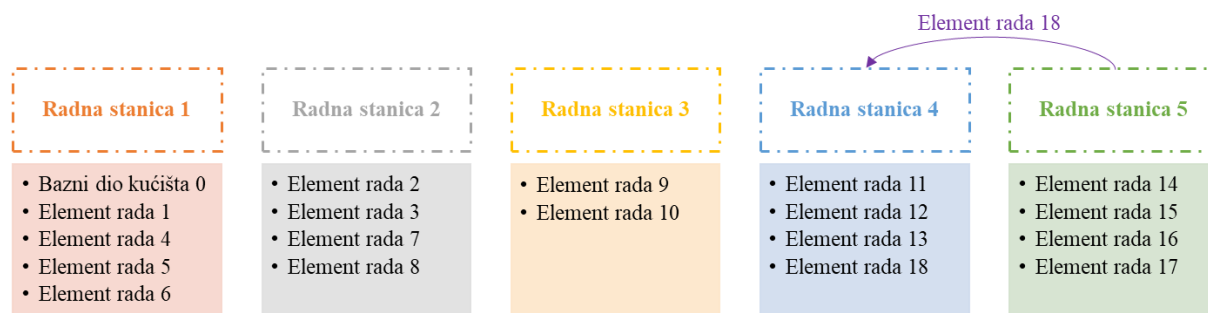 Element rada 18
Radna stanica 1
Radna stanica 2
Radna stanica 3
Radna stanica 4
Radna stanica 5
• Bazni dio kućišta 0
• Element rada 1
• Element rada 4
• Element rada 5
• Element rada 6
• Element rada 2
• Element rada 3
• Element rada 7
• Element rada 8
• Element rada 9
• Element rada 10
• Element rada 11
• Element rada 12
• Element rada 13
• Element rada 18
• Element rada 14
• Element rada 15
• Element rada 16
• Element rada 17